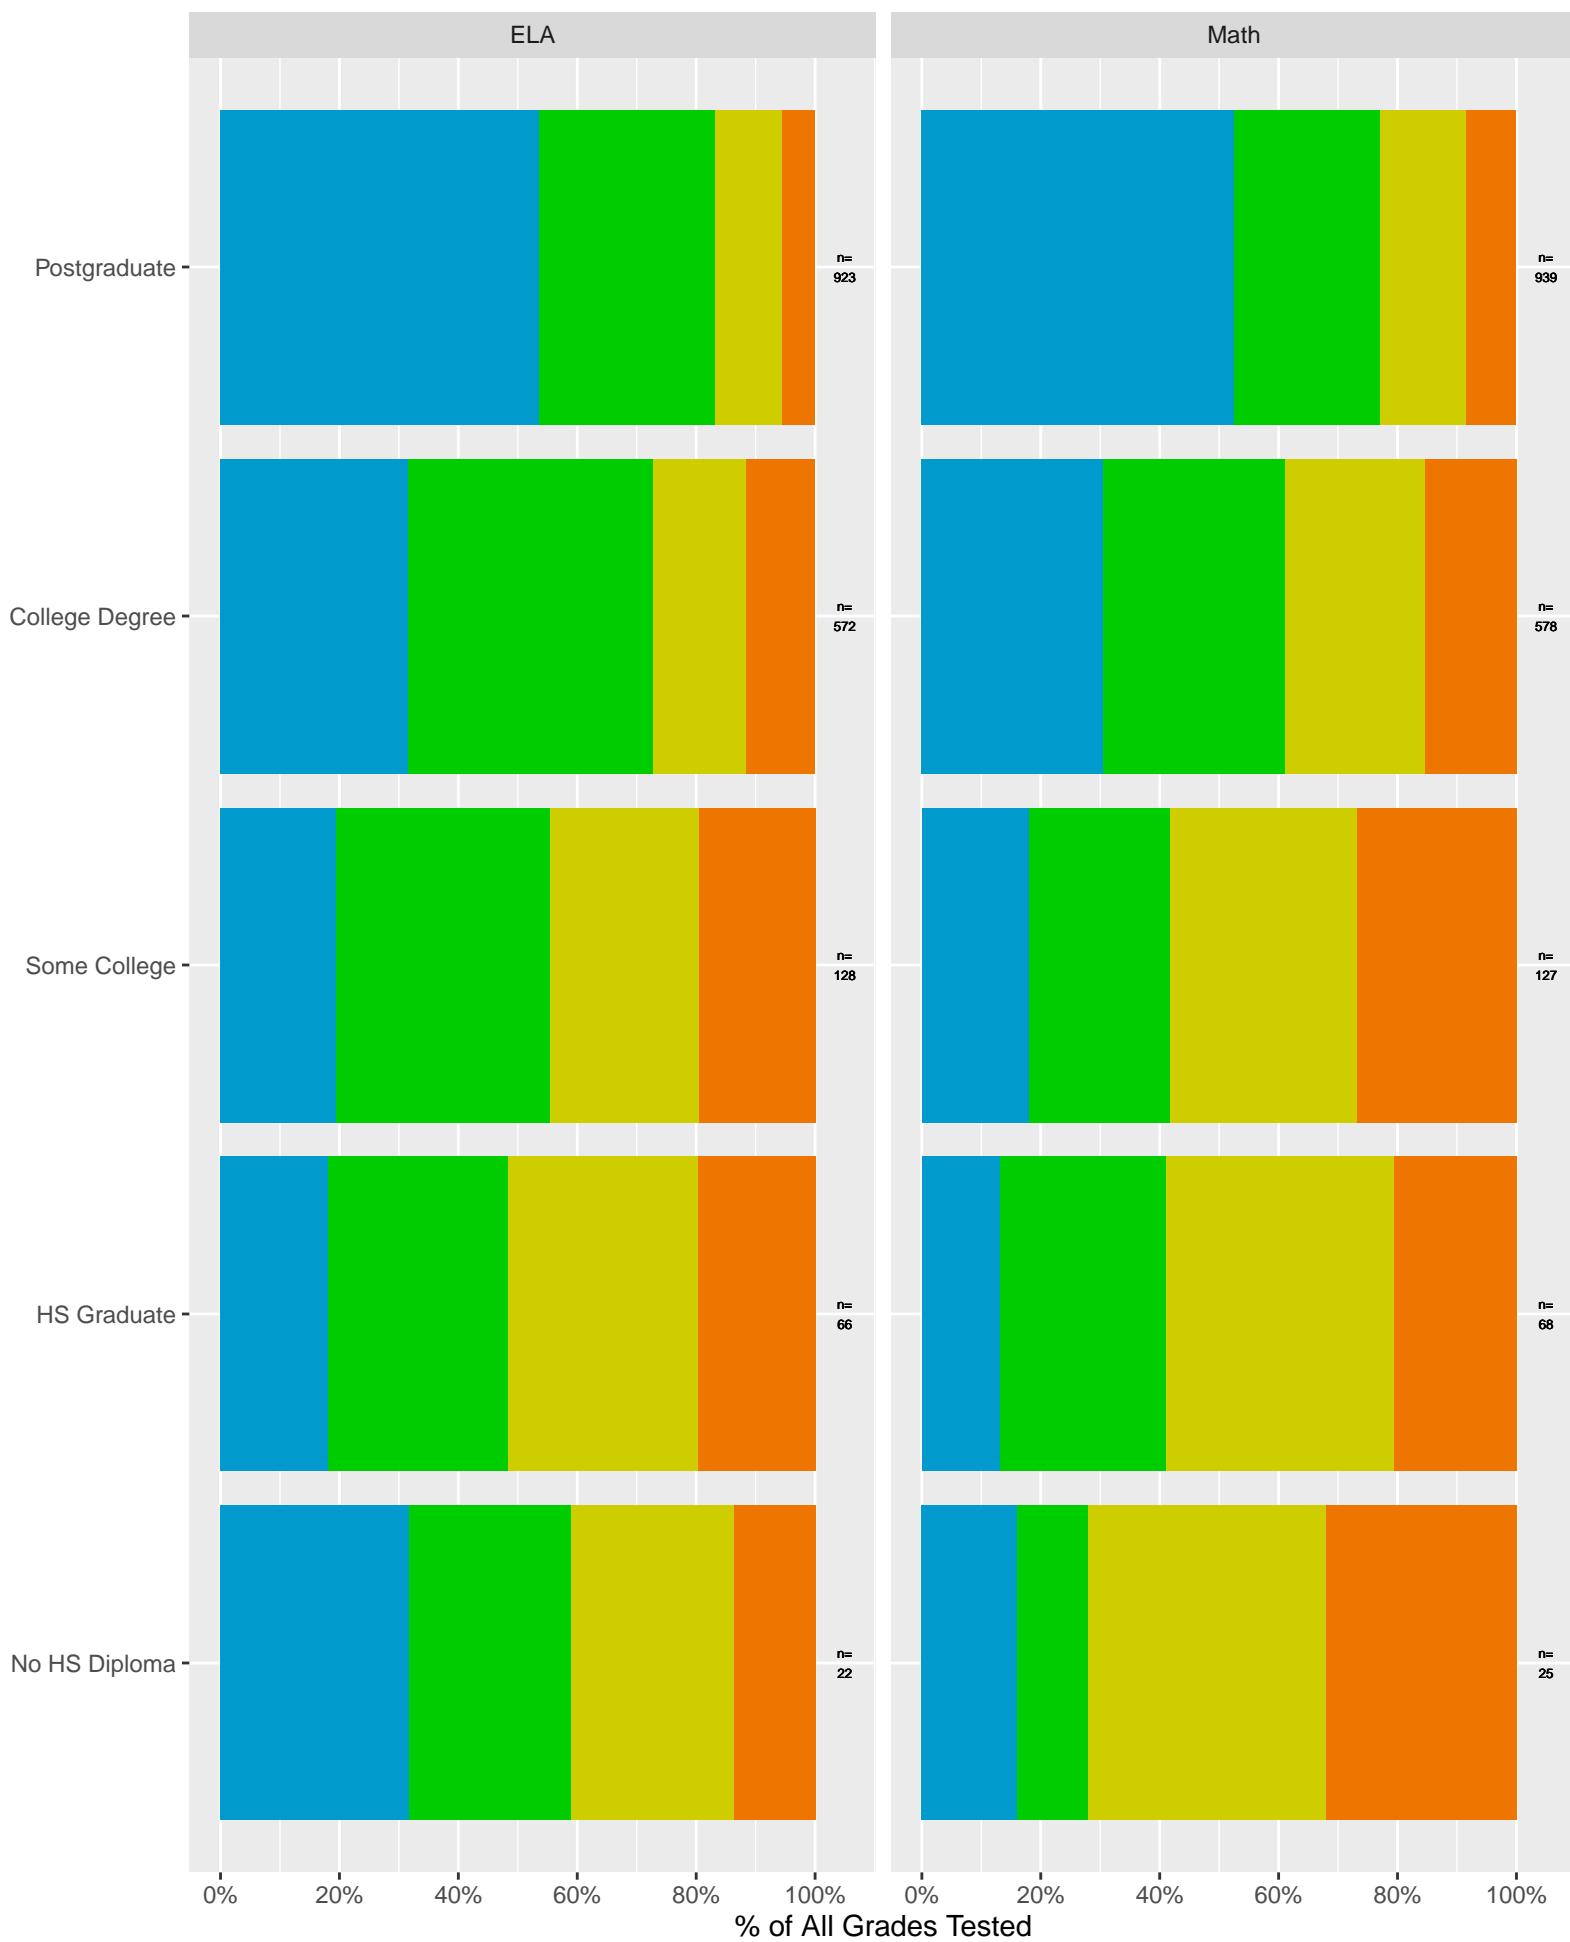 ELA
Math
Postgraduate
n=
923
n=
939
College Degree
n=
572
n=
578
Some College
n=
128
n=
127
HS Graduate
n=
66
n=
68
No HS Diploma
n=
22
n=
25
0% 20% 40% 60% 80% 100%
0% 20% 40% 60% 80% 100%
% of All Grades Tested